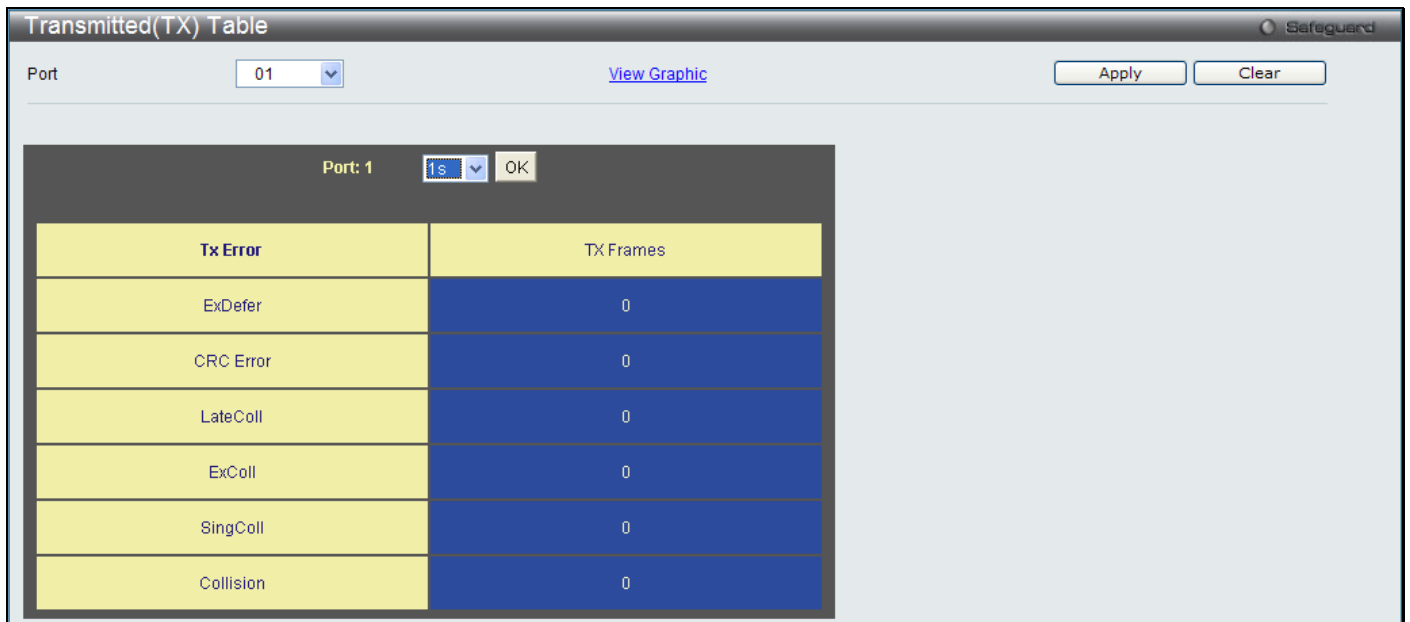 Transmitted(TX) Table Safeguard
Port 01 View Graphic Apply Clear
Port: 1 1s OK
Tx Error TX Frames
ExDefer 0
CRC Error 0
LateColl 0
ExColl 0
SingColl 0
Collision 0